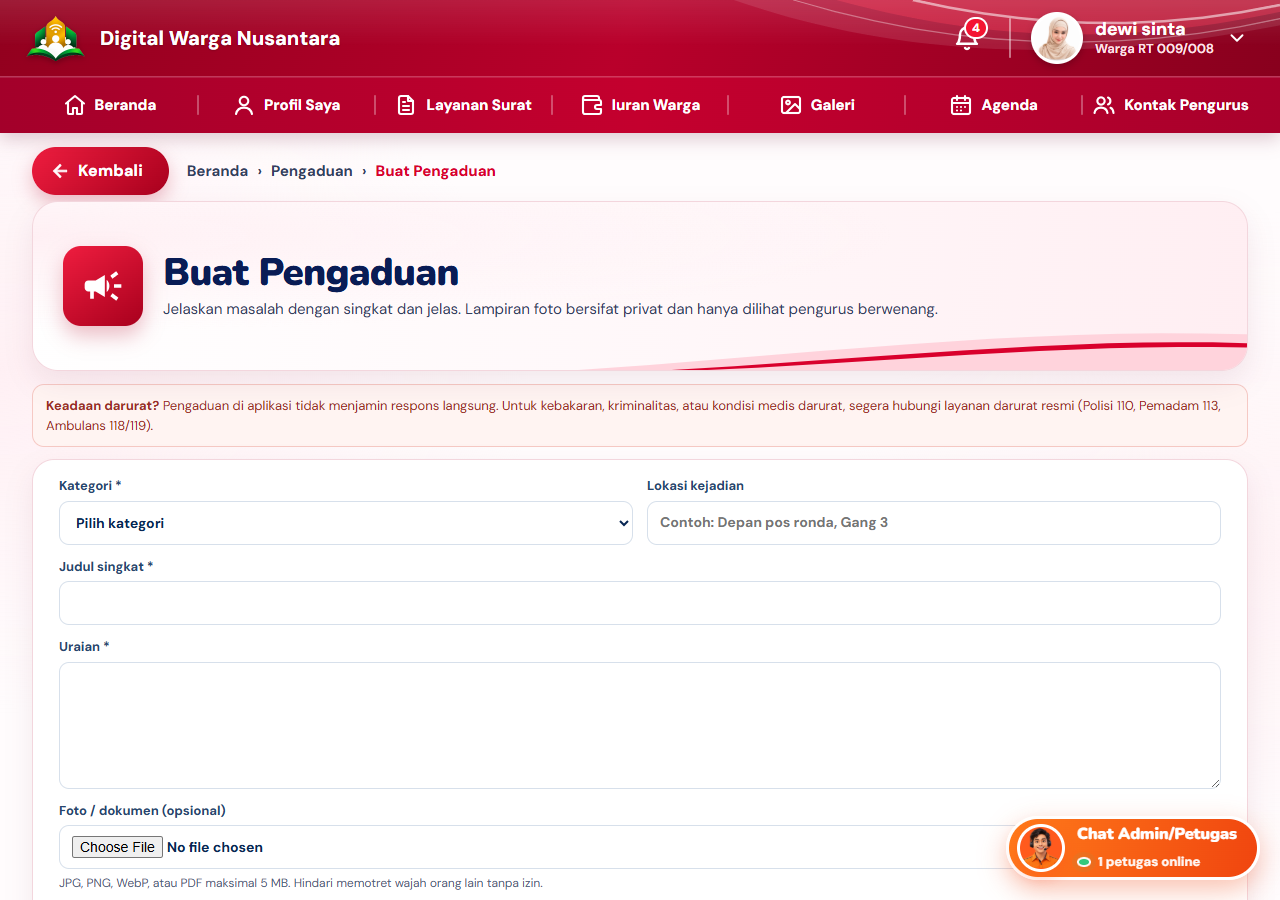 Digital Warga Nusantara
4
dewi sinta
Warga RT 009/008
Beranda
Profil Saya
Layanan Surat
Iuran Warga
Galeri
Agenda
Kontak Pengurus
Kembali
Beranda › Pengaduan › Buat Pengaduan
Buat Pengaduan
Jelaskan masalah dengan singkat dan jelas. Lampiran foto bersifat privat dan hanya dilihat pengurus berwenang.
Keadaan darurat? Pengaduan di aplikasi tidak menjamin respons langsung. Untuk kebakaran, kriminalitas, atau kondisi medis darurat, segera hubungi layanan darurat resmi (Polisi 110, Pemadam 113,
Ambulans 118/119).
Kategori *
Pilih kategori
Lokasi kejadian
Contoh: Depan pos ronda, Gang 3
Judul singkat *
Uraian *
Foto / dokumen (opsional)
Choose File No file chosen
JPG, PNG, WebP, atau PDF maksimal 5 MB. Hindari memotret wajah orang lain tanpa izin.
Chat Admin/Petugas
1 petugas online